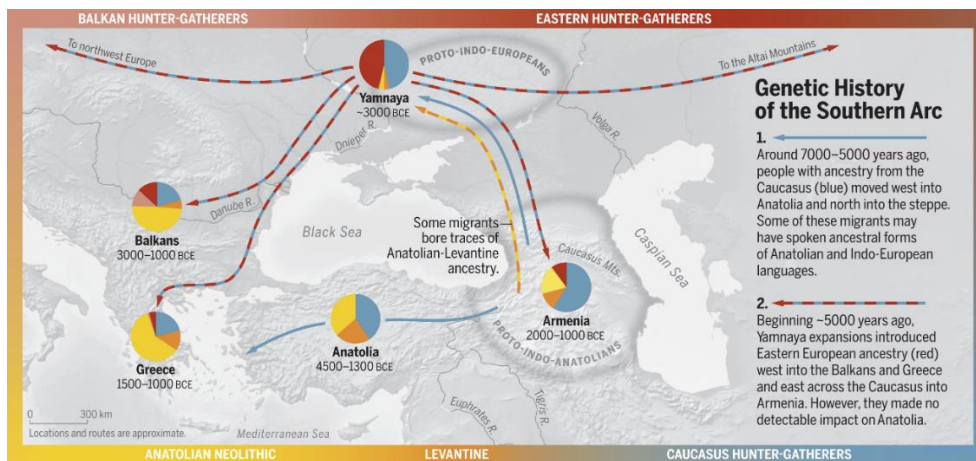 BALKAN HUNTER-GATHERERS
EASTERN HUNTER-GATHERERS
To northwest Europe
PROTO-INDO-EUROPEANS
To the Altai Mountains
Yamnaya
~3000 BCE
Dnieper R.
Volga R.
Genetic History
of the Southern Arc
1.
Around 7000–5000 years ago,
people with ancestry from the
Caucasus (blue) moved west into
Anatolia and north into the steppe.
Some of these migrants may
have spoken ancestral forms
of Anatolian and Indo-European
languages.
2.
Beginning ~5000 years ago,
Yamnaya expansions introduced
Eastern European ancestry (red)
west into the Balkans and Greece
and east across the Caucasus into
Armenia. However, they made no
detectable impact on Anatolia.
Danube R.
Balkans
3000–1000 BCE
Black Sea
Some migrants
bore traces of
Anatolian-Levantine
ancestry.
Caucasus Mts.
Caspian Sea
Armenia
2000–1000 BCE
PROTO-INDO-ANATOLIANS
Anatolia
4500–1300 BCE
Greece
1500–1000 BCE
Euphrates R.
Tigris R.
0 300 km
Locations and routes are approximate.
Mediterranean Sea
ANATOLIAN NEOLITHIC
LEVANTINE
CAUCASUS HUNTER-GATHERERS